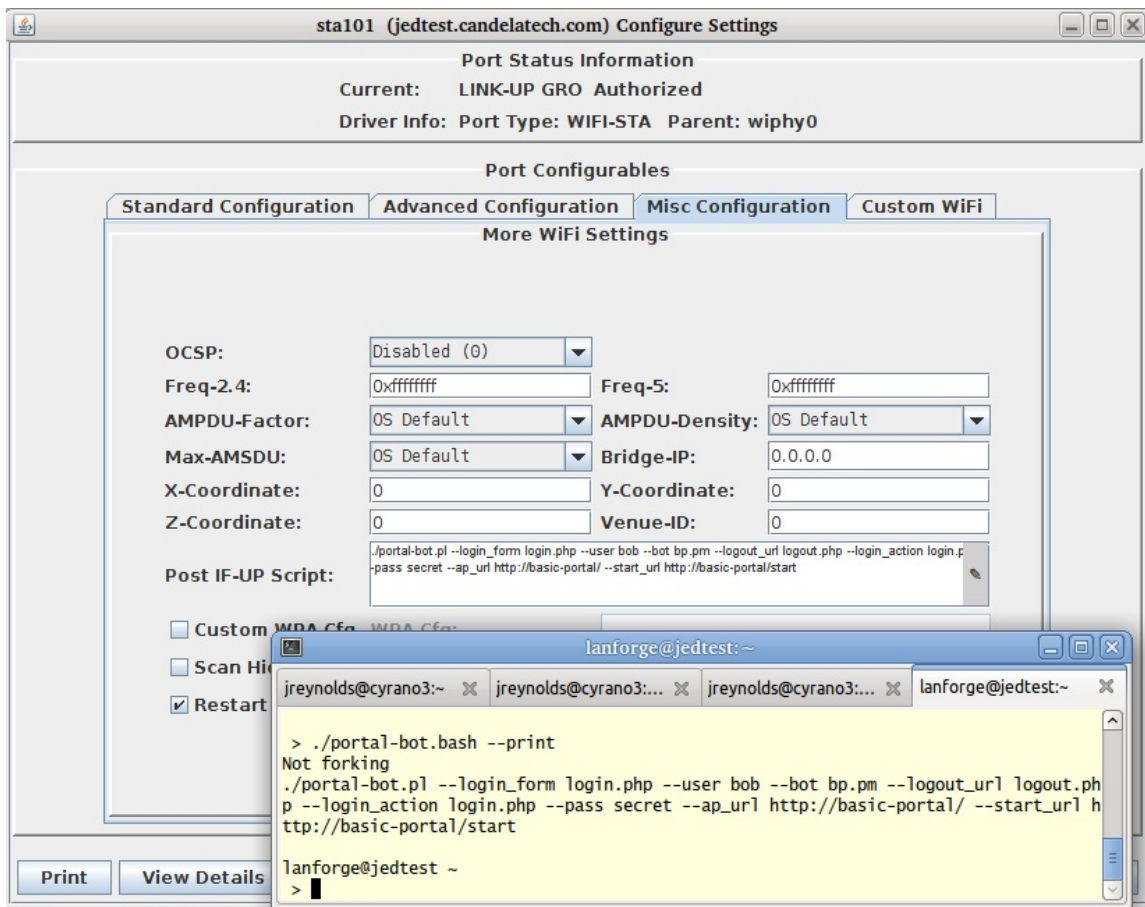 sta101 (jedtest.candelatech.com) Configure Settings
Port Status Information
Current: LINK-UP GRO Authorized
Driver Info: Port Type: WIFI-STA Parent: wiphy0
Port Configurables
Standard Configuration Advanced Configuration Misc Configuration Custom WiFi
More WiFi Settings
OCSP: Disabled (0)
Freq-2.4: 0xffffffff Freq-5: 0xffffffff
AMPDU-Factor: OS Default AMPDU-Density: OS Default
Max-AMSDU: OS Default Bridge-IP: 0.0.0.0
X-Coordinate: 0 Y-Coordinate: 0
Z-Coordinate: 0 Venue-ID: 0
Post IF-UP Script:
./portal-bot.pl --login_form login.php --user bob --bot bp.pm --logout_url logout.php --login_action login.p
-pass secret --ap_url http://basic-portal/ --start_url http://basic-portal/start
Custom WPA Cfg WPA Cfg:
Scan Hi
Restart
lanforge@jedtest:~
jreynolds@cyrano3:~ jreynolds@cyrano3:... jreynolds@cyrano3:... lanforge@jedtest:~
> ./portal-bot.bash --print
Not forking
./portal-bot.pl --login_form login.php --user bob --bot bp.pm --logout_url logout.ph
p --login_action login.php --pass secret --ap_url http://basic-portal/ --start_url h
ttp://basic-portal/start
lanforge@jedtest ~
>
Print View Details